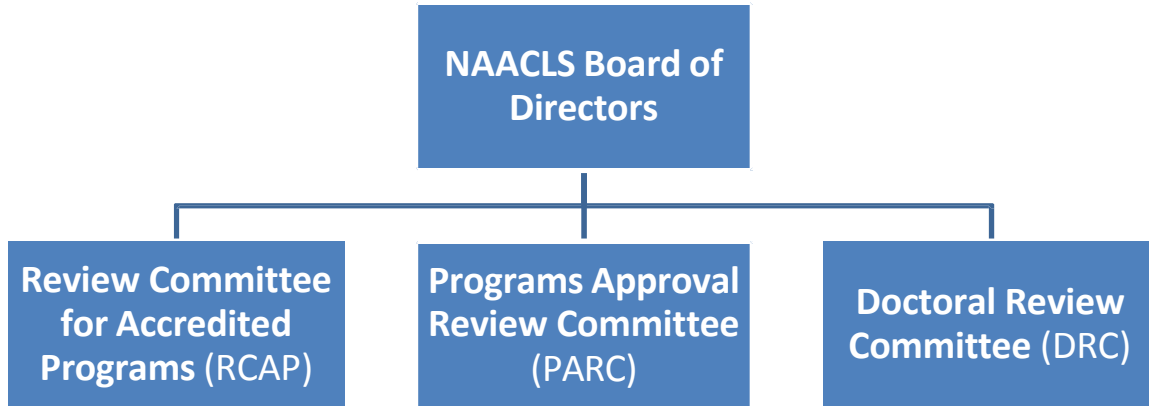 NAACLS Board of
Directors
Review Committee
for Accredited
Programs (RCAP)
Programs Approval
Review Committee
(PARC)
Doctoral Review
Committee (DRC)